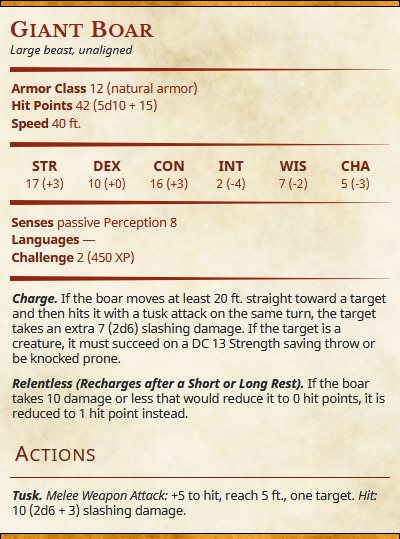 Giant Boar
Large beast, unaligned
Armor Class 12 (natural armor)
Hit Points 42 (5d10 + 15)
Speed 40 ft.
STR DEX CON INT WIS CHA
17 (+3) 10 (+0) 16 (+3) 2 (-4) 7 (-2) 5 (-3)
Senses passive Perception 8
Languages —
Challenge 2 (450 XP)
Charge. If the boar moves at least 20 ft. straight toward a target
and then hits it with a tusk attack on the same turn, the target
takes an extra 7 (2d6) slashing damage. If the target is a
creature, it must succeed on a DC 13 Strength saving throw or
be knocked prone.
Relentless (Recharges after a Short or Long Rest). If the boar
takes 10 damage or less that would reduce it to 0 hit points, it is
reduced to 1 hit point instead.
Actions
Tusk. Melee Weapon Attack: +5 to hit, reach 5 ft., one target. Hit:
10 (2d6 + 3) slashing damage.